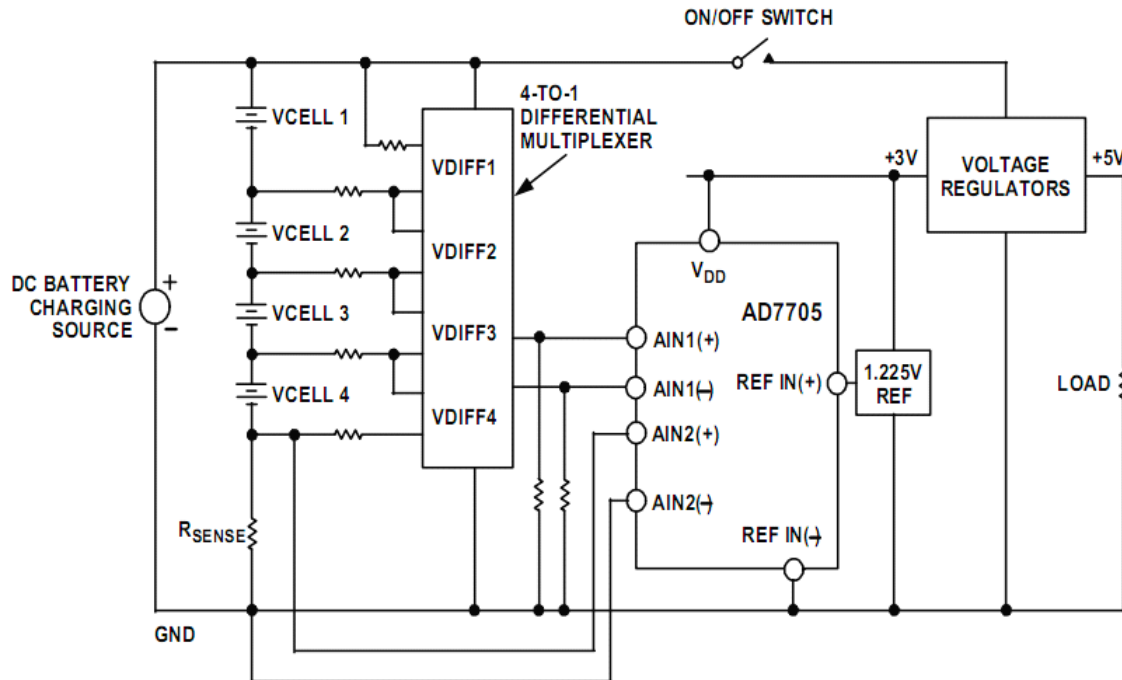 ON/OFF SWITCH
4-TO-1
DIFFERENTIAL
MULTIPLEXER
VCELL 1
VDIFF1
+3V
VOLTAGE
REGULATORS
+5V
VCELL 2
VDIFF2
VDD
DC BATTERY
CHARGING
SOURCE
+
-
VCELL 3
VDIFF3
AD7705
AIN1(+)
REF IN(+)
1.225V
REF
LOAD
VCELL 4
AIN1(–)
VDIFF4
AIN2(+)
AIN2(–)
RSENSE
REF IN(–)
GND